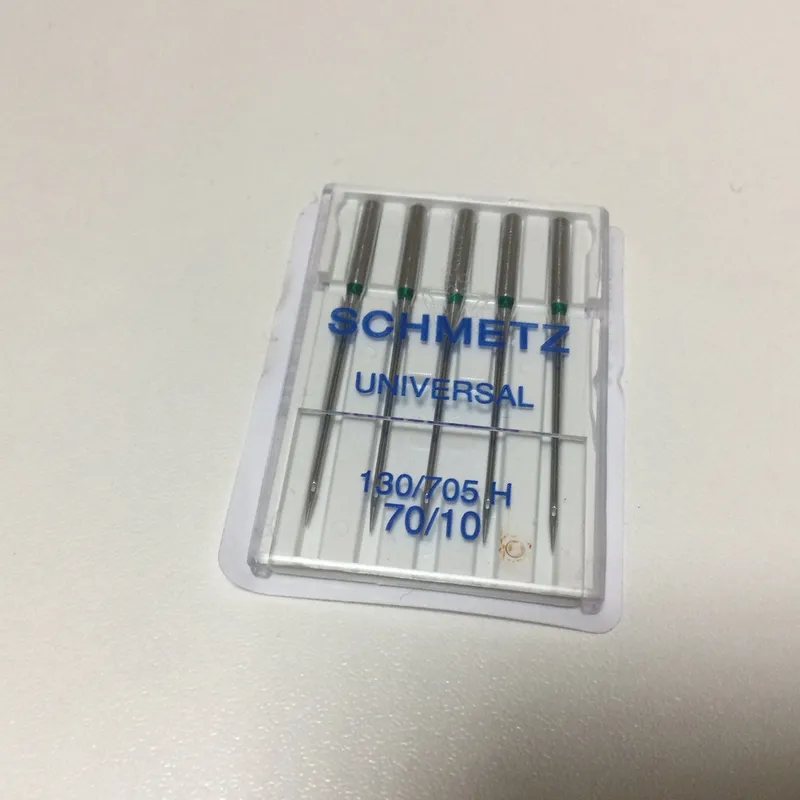 SCHMETZ
UNIVERSAL
130/705 H
70/10